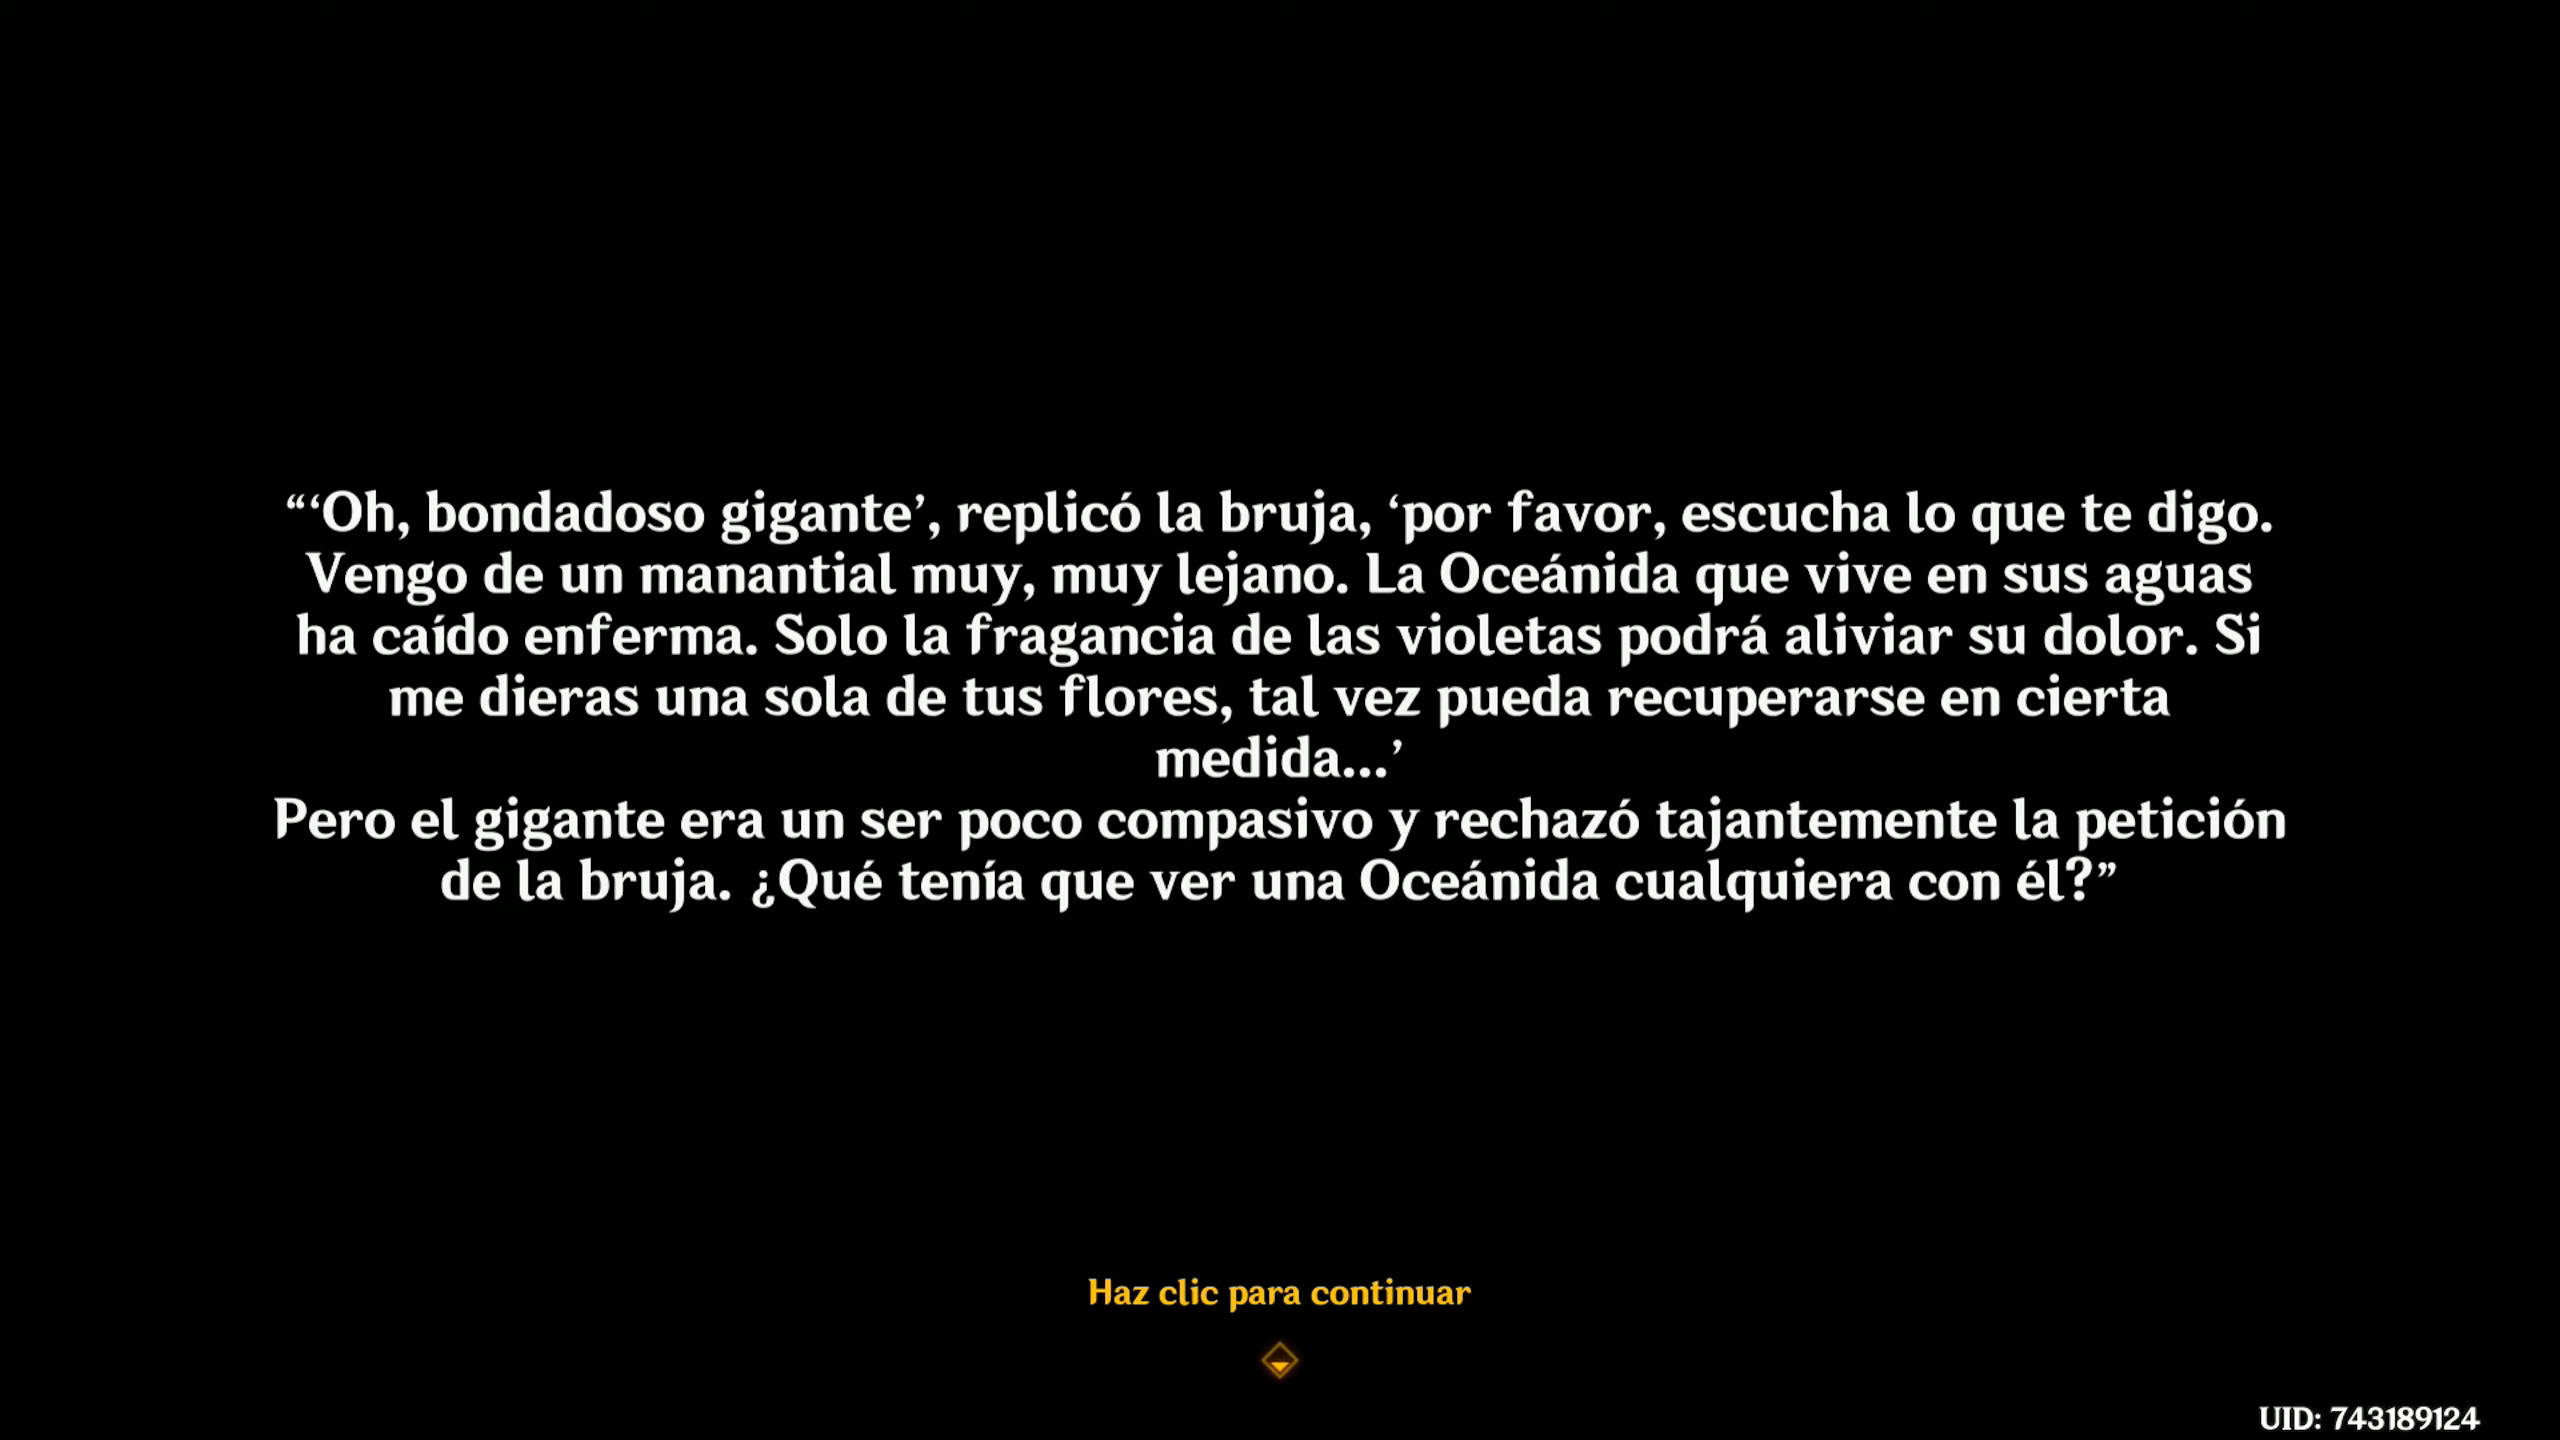 “‘Oh, bondadoso gigante’, replicó la bruja, ‘por favor, escucha lo que te digo.
Vengo de un manantial muy, muy lejano. La Oceánida que vive en sus aguas
ha caído enferma. Solo la fragancia de las violetas podrá aliviar su dolor. Si
me dieras una sola de tus flores, tal vez pueda recuperarse en cierta
medida...’
Pero el gigante era un ser poco compasivo y rechazó tajantemente la petición
de la bruja. ¿Qué tenía que ver una Oceánida cualquiera con él?”
Haz clic para continuar
UID: 743189124